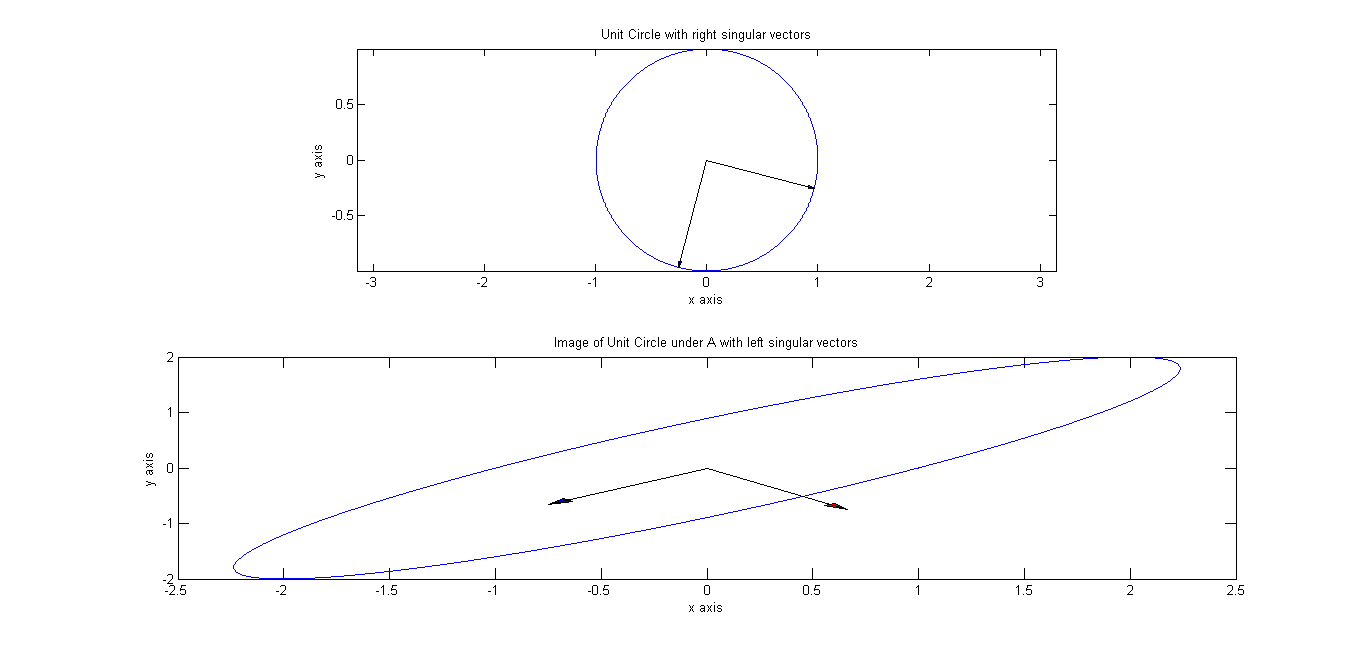 Unit Circle with right singular vectors
0.5
0
-0.5
y axis
-3 -2 -1 0 1 2 3
x axis
Image of Unit Circle under A with left singular vectors
2
1
0
-1
-2
y axis
-2.5 -2 -1.5 -1 -0.5 0 0.5 1 1.5 2 2.5
x axis